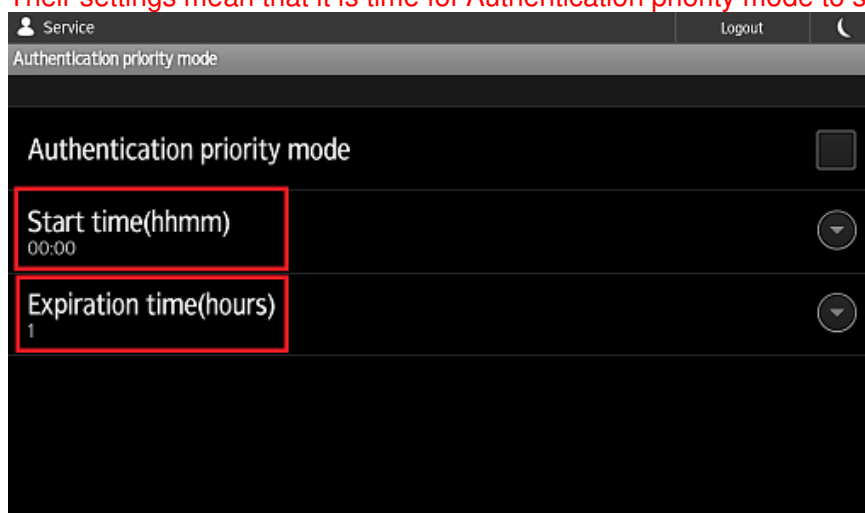 Their settings mean that it is time for Authentication priority mode to
Service
Logout
Authentication priority mode
Authentication priority mode
Start time(hhmm)
00:00
Expiration time(hours)
1